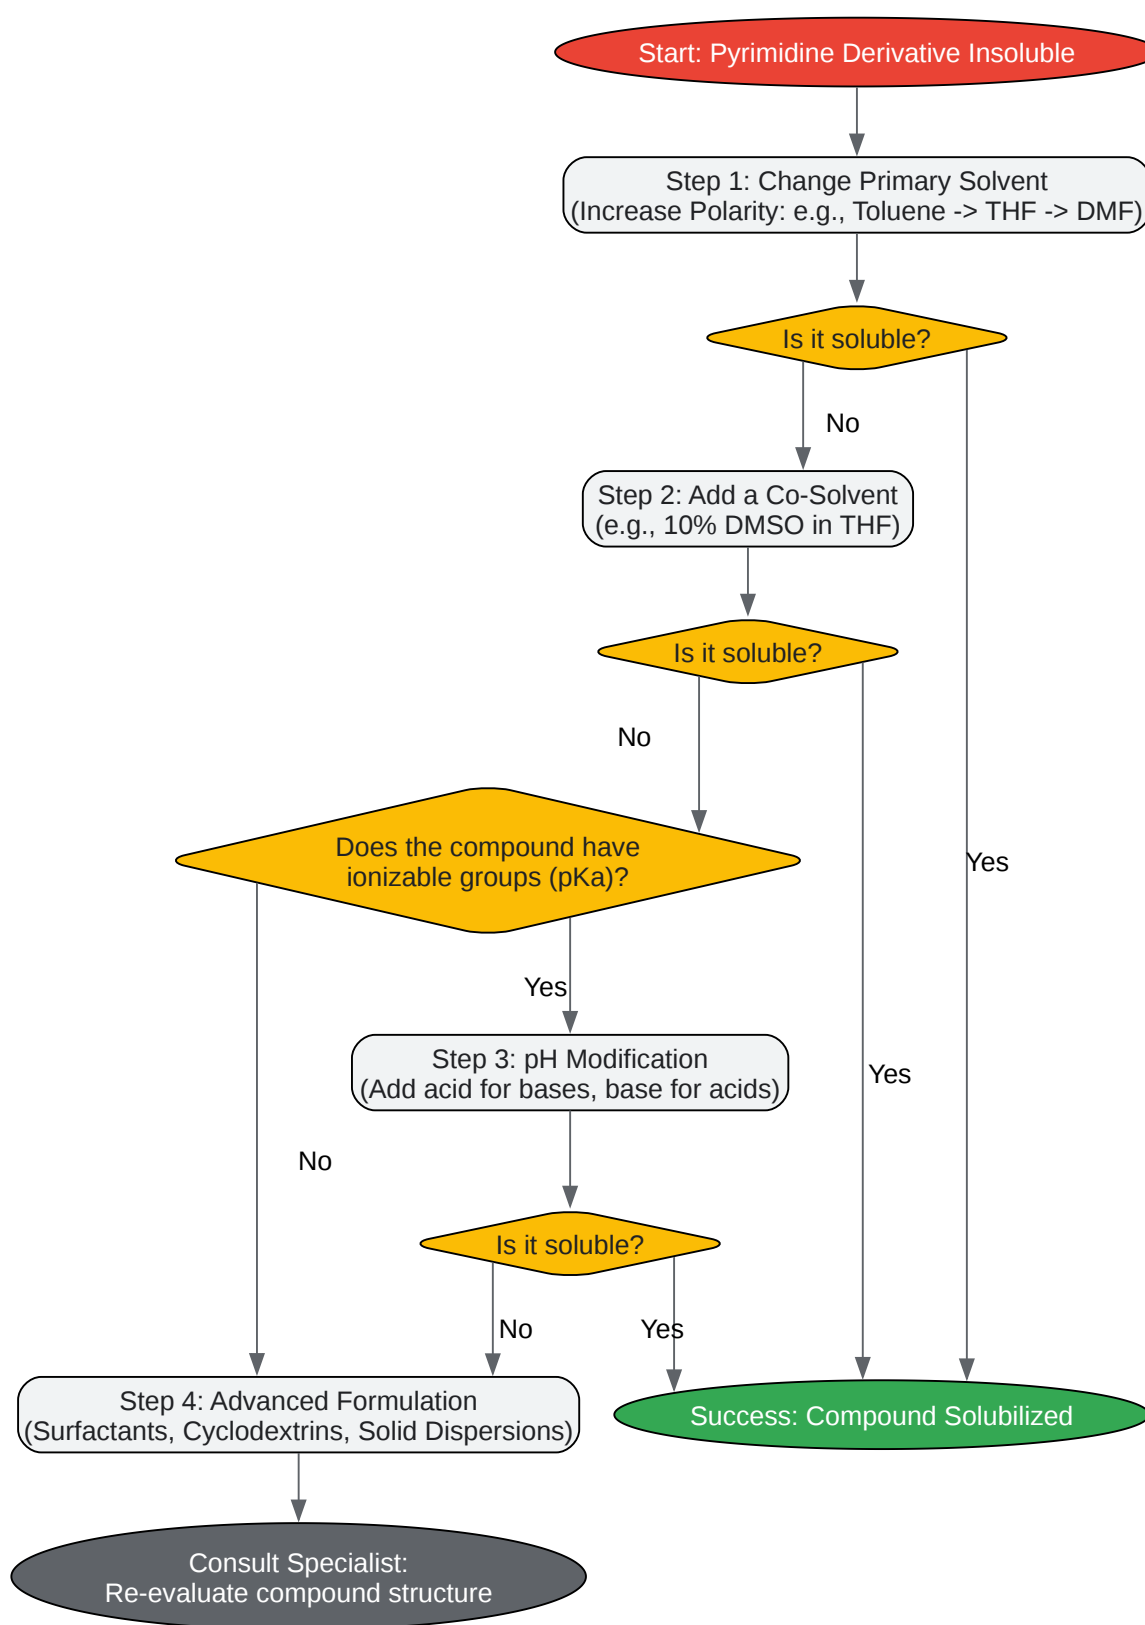 Start: Pyrimidine Derivative Insoluble
Step 1: Change Primary Solvent
(Increase Polarity: e.g., Toluene -> THF -> DMF)
Is it soluble?
No
Step 2: Add a Co-Solvent
(e.g., 10% DMSO in THF)
Is it soluble?
No
Does the compound have
ionizable groups (pKa)?
Yes
Yes
Step 3: pH Modification
(Add acid for bases, base for acids)
Yes
No
Is it soluble?
No
Yes
Step 4: Advanced Formulation
(Surfactants, Cyclodextrins, Solid Dispersions)
Success: Compound Solubilized
Consult Specialist:
Re-evaluate compound structure